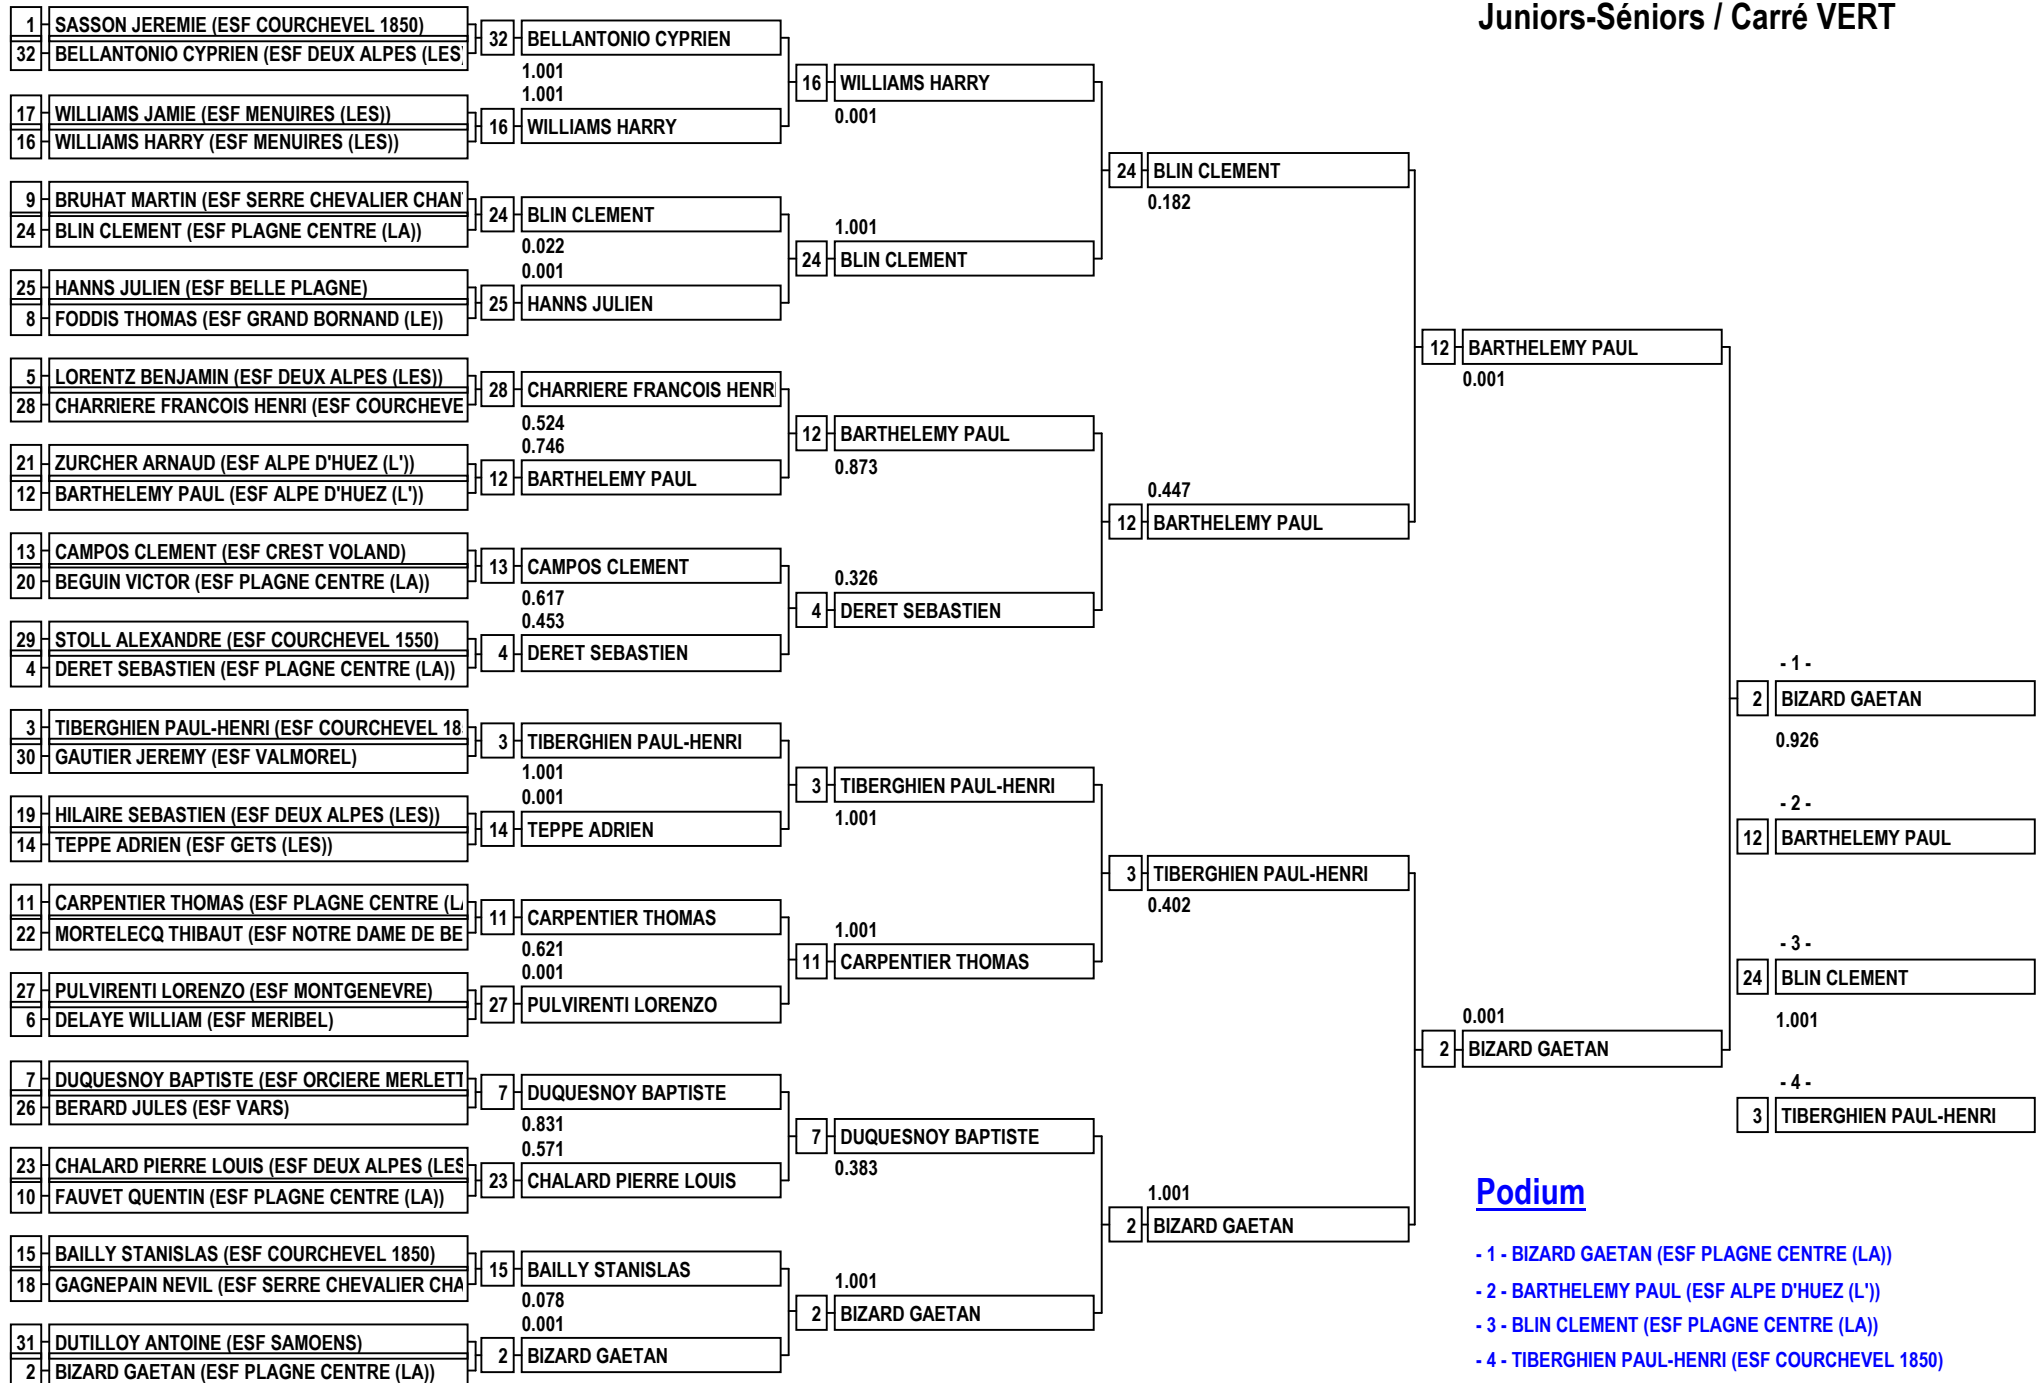 Juniors-Séniors / Carré VERT
1 SASSON JEREMIE (ESF COURCHEVEL 1850)
32 BELLANTONIO CYPRIEN (ESF DEUX ALPES (LES)
17 WILLIAMS JAMIE (ESF MENUIRES (LES))
16 WILLIAMS HARRY (ESF MENUIRES (LES))
9 BRUHAT MARTIN (ESF SERRE CHEVALIER CHAN
24 BLIN CLEMENT (ESF PLAGNE CENTRE (LA))
25 HANNS JULIEN (ESF BELLE PLAGNE)
8 FODDIS THOMAS (ESF GRAND BORNAND (LE))
5 LORENTZ BENJAMIN (ESF DEUX ALPES (LES))
28 CHARRIERE FRANCOIS HENRI (ESF COURCHEVE
21 ZURCHER ARNAUD (ESF ALPE D'HUEZ (L'))
12 BARTHELEMY PAUL (ESF ALPE D'HUEZ (L'))
13 CAMPOS CLEMENT (ESF CREST VOLAND)
20 BEGUIN VICTOR (ESF PLAGNE CENTRE (LA))
29 STOLL ALEXANDRE (ESF COURCHEVEL 1550)
4 DERET SEBASTIEN (ESF PLAGNE CENTRE (LA))
3 TIBERGHIEN PAUL-HENRI (ESF COURCHEVEL 18
30 GAUTIER JEREMY (ESF VALMOREL)
19 HILAIRE SEBASTIEN (ESF DEUX ALPES (LES))
14 TEPPE ADRIEN (ESF GETS (LES))
11 CARPENTIER THOMAS (ESF PLAGNE CENTRE (LA
22 MORTELECQ THIBAUT (ESF NOTRE DAME DE BE
27 PULVIRENTI LORENZO (ESF MONTGENEVRE)
6 DELAYE WILLIAM (ESF MERIBEL)
7 DUQUESNOY BAPTISTE (ESF ORCIERE MERLETT
26 BERARD JULES (ESF VARS)
23 CHALARD PIERRE LOUIS (ESF DEUX ALPES (LES
10 FAUVET QUENTIN (ESF PLAGNE CENTRE (LA))
15 BAILLY STANISLAS (ESF COURCHEVEL 1850)
18 GAGNEPAIN NEVIL (ESF SERRE CHEVALIER CHA
31 DUTILLOY ANTOINE (ESF SAMOENS)
2 BIZARD GAETAN (ESF PLAGNE CENTRE (LA))
32 BELLANTONIO CYPRIEN
1.001
1.001
16 WILLIAMS HARRY
24 BLIN CLEMENT
0.022
0.001
25 HANNS JULIEN
28 CHARRIERE FRANCOIS HENRI
0.524
0.746
12 BARTHELEMY PAUL
13 CAMPOS CLEMENT
0.617
0.453
4 DERET SEBASTIEN
3 TIBERGHIEN PAUL-HENRI
1.001
0.001
14 TEPPE ADRIEN
11 CARPENTIER THOMAS
0.621
0.001
27 PULVIRENTI LORENZO
7 DUQUESNOY BAPTISTE
0.831
0.571
23 CHALARD PIERRE LOUIS
15 BAILLY STANISLAS
0.078
0.001
2 BIZARD GAETAN
16 WILLIAMS HARRY
0.001
1.001
24 BLIN CLEMENT
12 BARTHELEMY PAUL
0.873
0.326
4 DERET SEBASTIEN
3 TIBERGHIEN PAUL-HENRI
1.001
1.001
11 CARPENTIER THOMAS
7 DUQUESNOY BAPTISTE
0.383
1.001
2 BIZARD GAETAN
24 BLIN CLEMENT
0.182
0.447
12 BARTHELEMY PAUL
3 TIBERGHIEN PAUL-HENRI
0.402
1.001
2 BIZARD GAETAN
12 BARTHELEMY PAUL
0.001
0.001
2 BIZARD GAETAN
- 1 -
2 BIZARD GAETAN
0.926
- 2 -
12 BARTHELEMY PAUL
- 3 -
24 BLIN CLEMENT
1.001
- 4 -
3 TIBERGHIEN PAUL-HENRI
Podium
- 1 - BIZARD GAETAN (ESF PLAGNE CENTRE (LA))
- 2 - BARTHELEMY PAUL (ESF ALPE D'HUEZ (L'))
- 3 - BLIN CLEMENT (ESF PLAGNE CENTRE (LA))
- 4 - TIBERGHIEN PAUL-HENRI (ESF COURCHEVEL 1850)